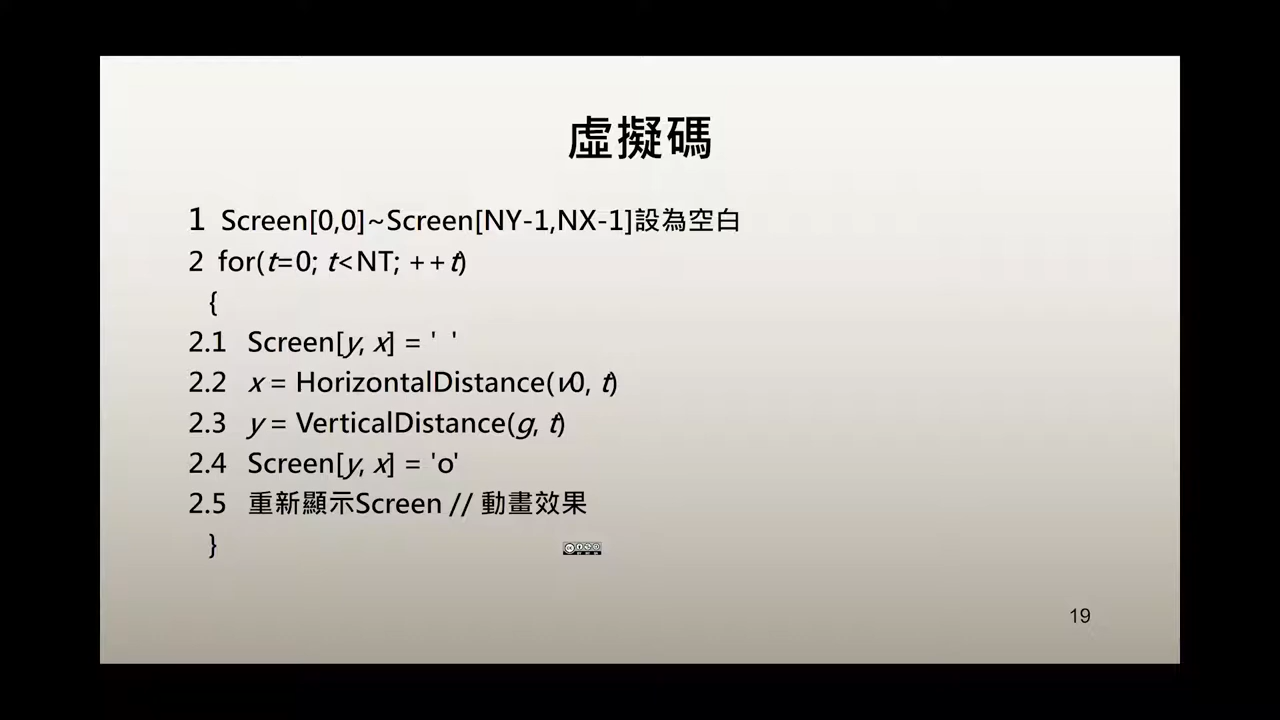 虛擬碼
1 Screen[0,0]~Screen[NY-1,NX-1]設為空白
2 for(t=0; t<NT; ++t)
{
2.1 Screen[y, x] = ' '
2.2 x = HorizontalDistance(v0, t)
2.3 y = VerticalDistance(g, t)
2.4 Screen[y, x] = 'o'
2.5 重新顯示Screen // 動畫效果
}
19